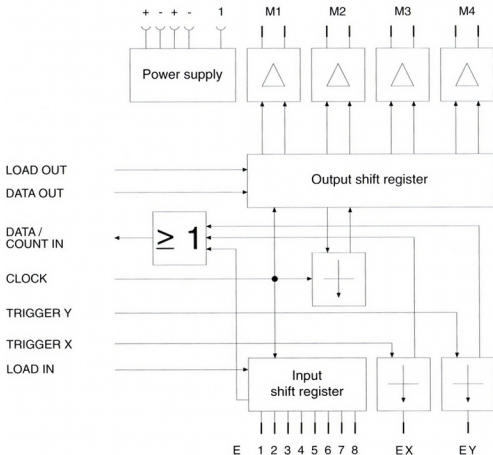 + - + - 1 M1 M2 M3 M4
Power supply
LOAD OUT
Output shift register
DATA OUT
DATA /
COUNT IN
≥ 1
CLOCK
TRIGGER Y
TRIGGER X
LOAD IN
Input
shift register
E 1 2 3 4 5 6 7 8 EX EY